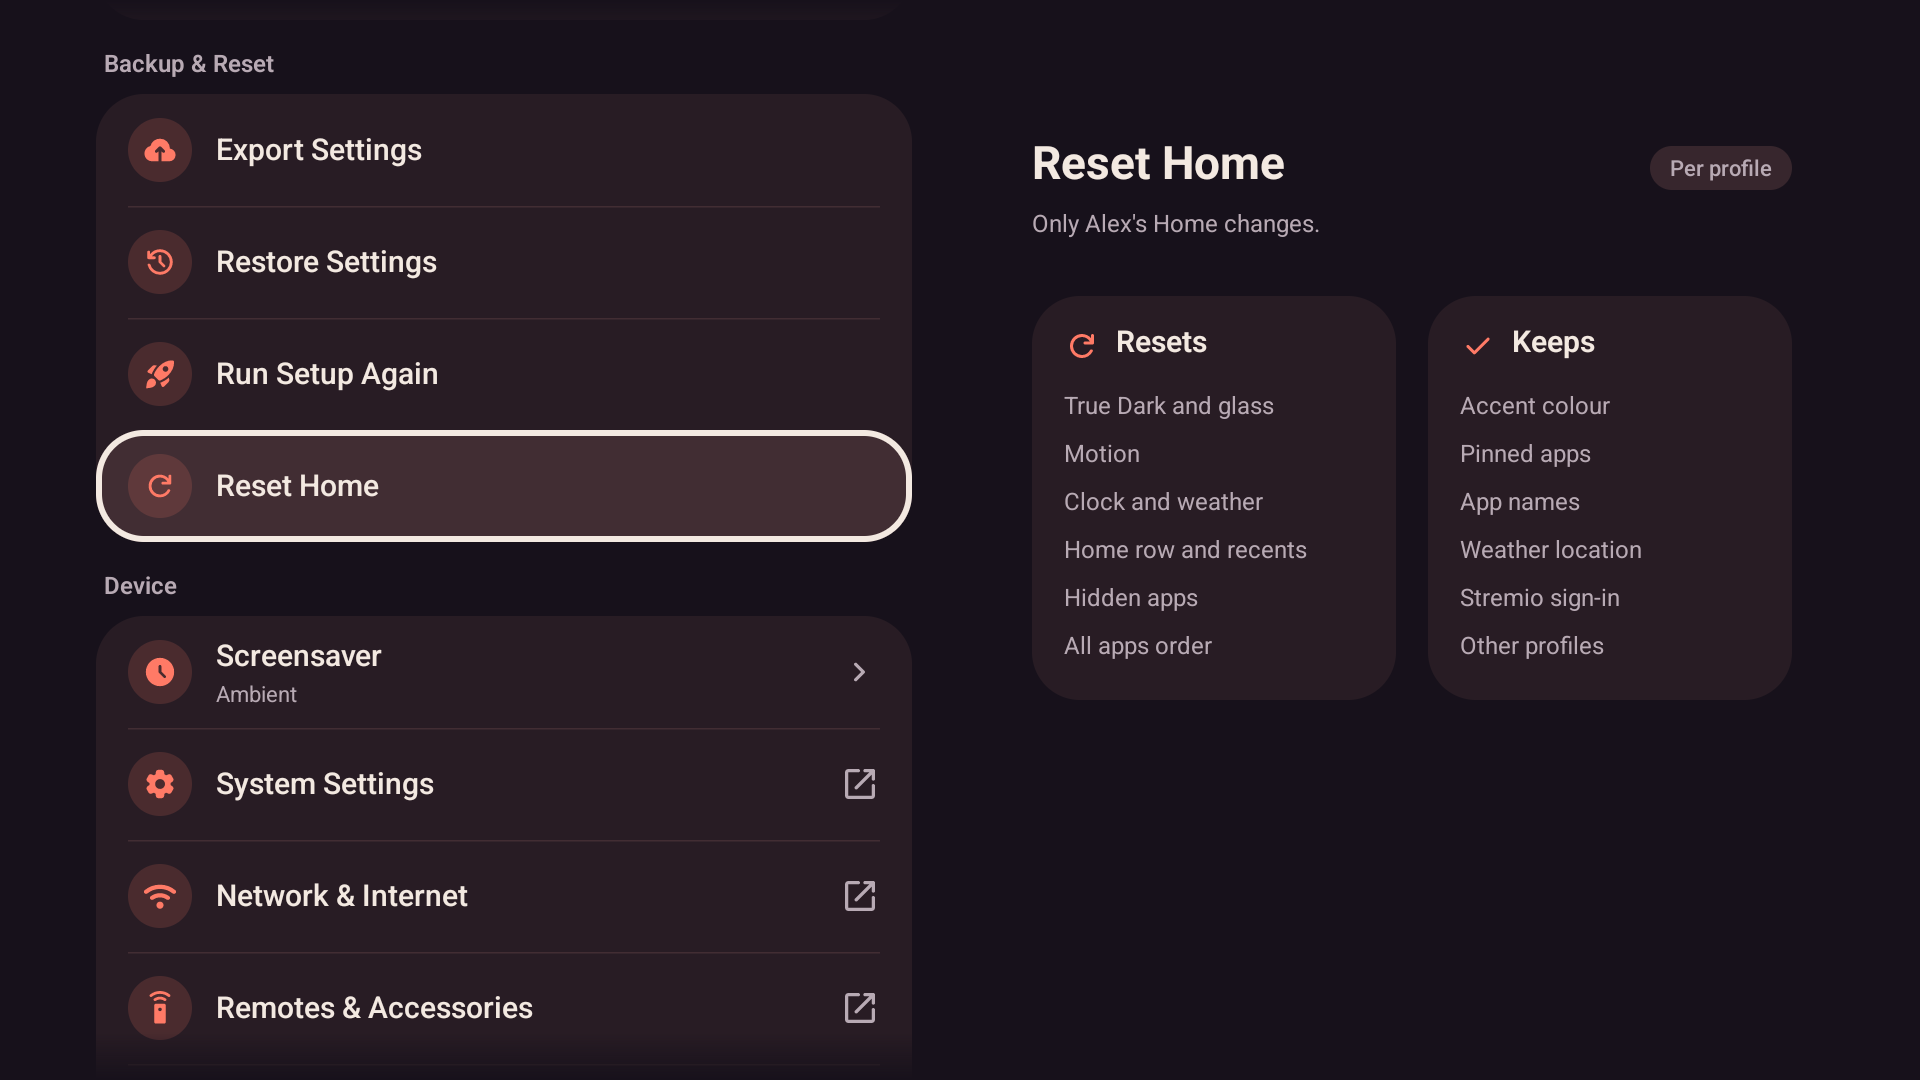 Backup & Reset
Export Settings
Restore Settings
Run Setup Again
Reset Home
Device
Screensaver
Ambient
System Settings
Network & Internet
Remotes & Accessories
Reset Home
Per profile
Only Alex's Home changes.
Resets
True Dark and glass
Motion
Clock and weather
Home row and recents
Hidden apps
All apps order
Keeps
Accent colour
Pinned apps
App names
Weather location
Stremio sign-in
Other profiles